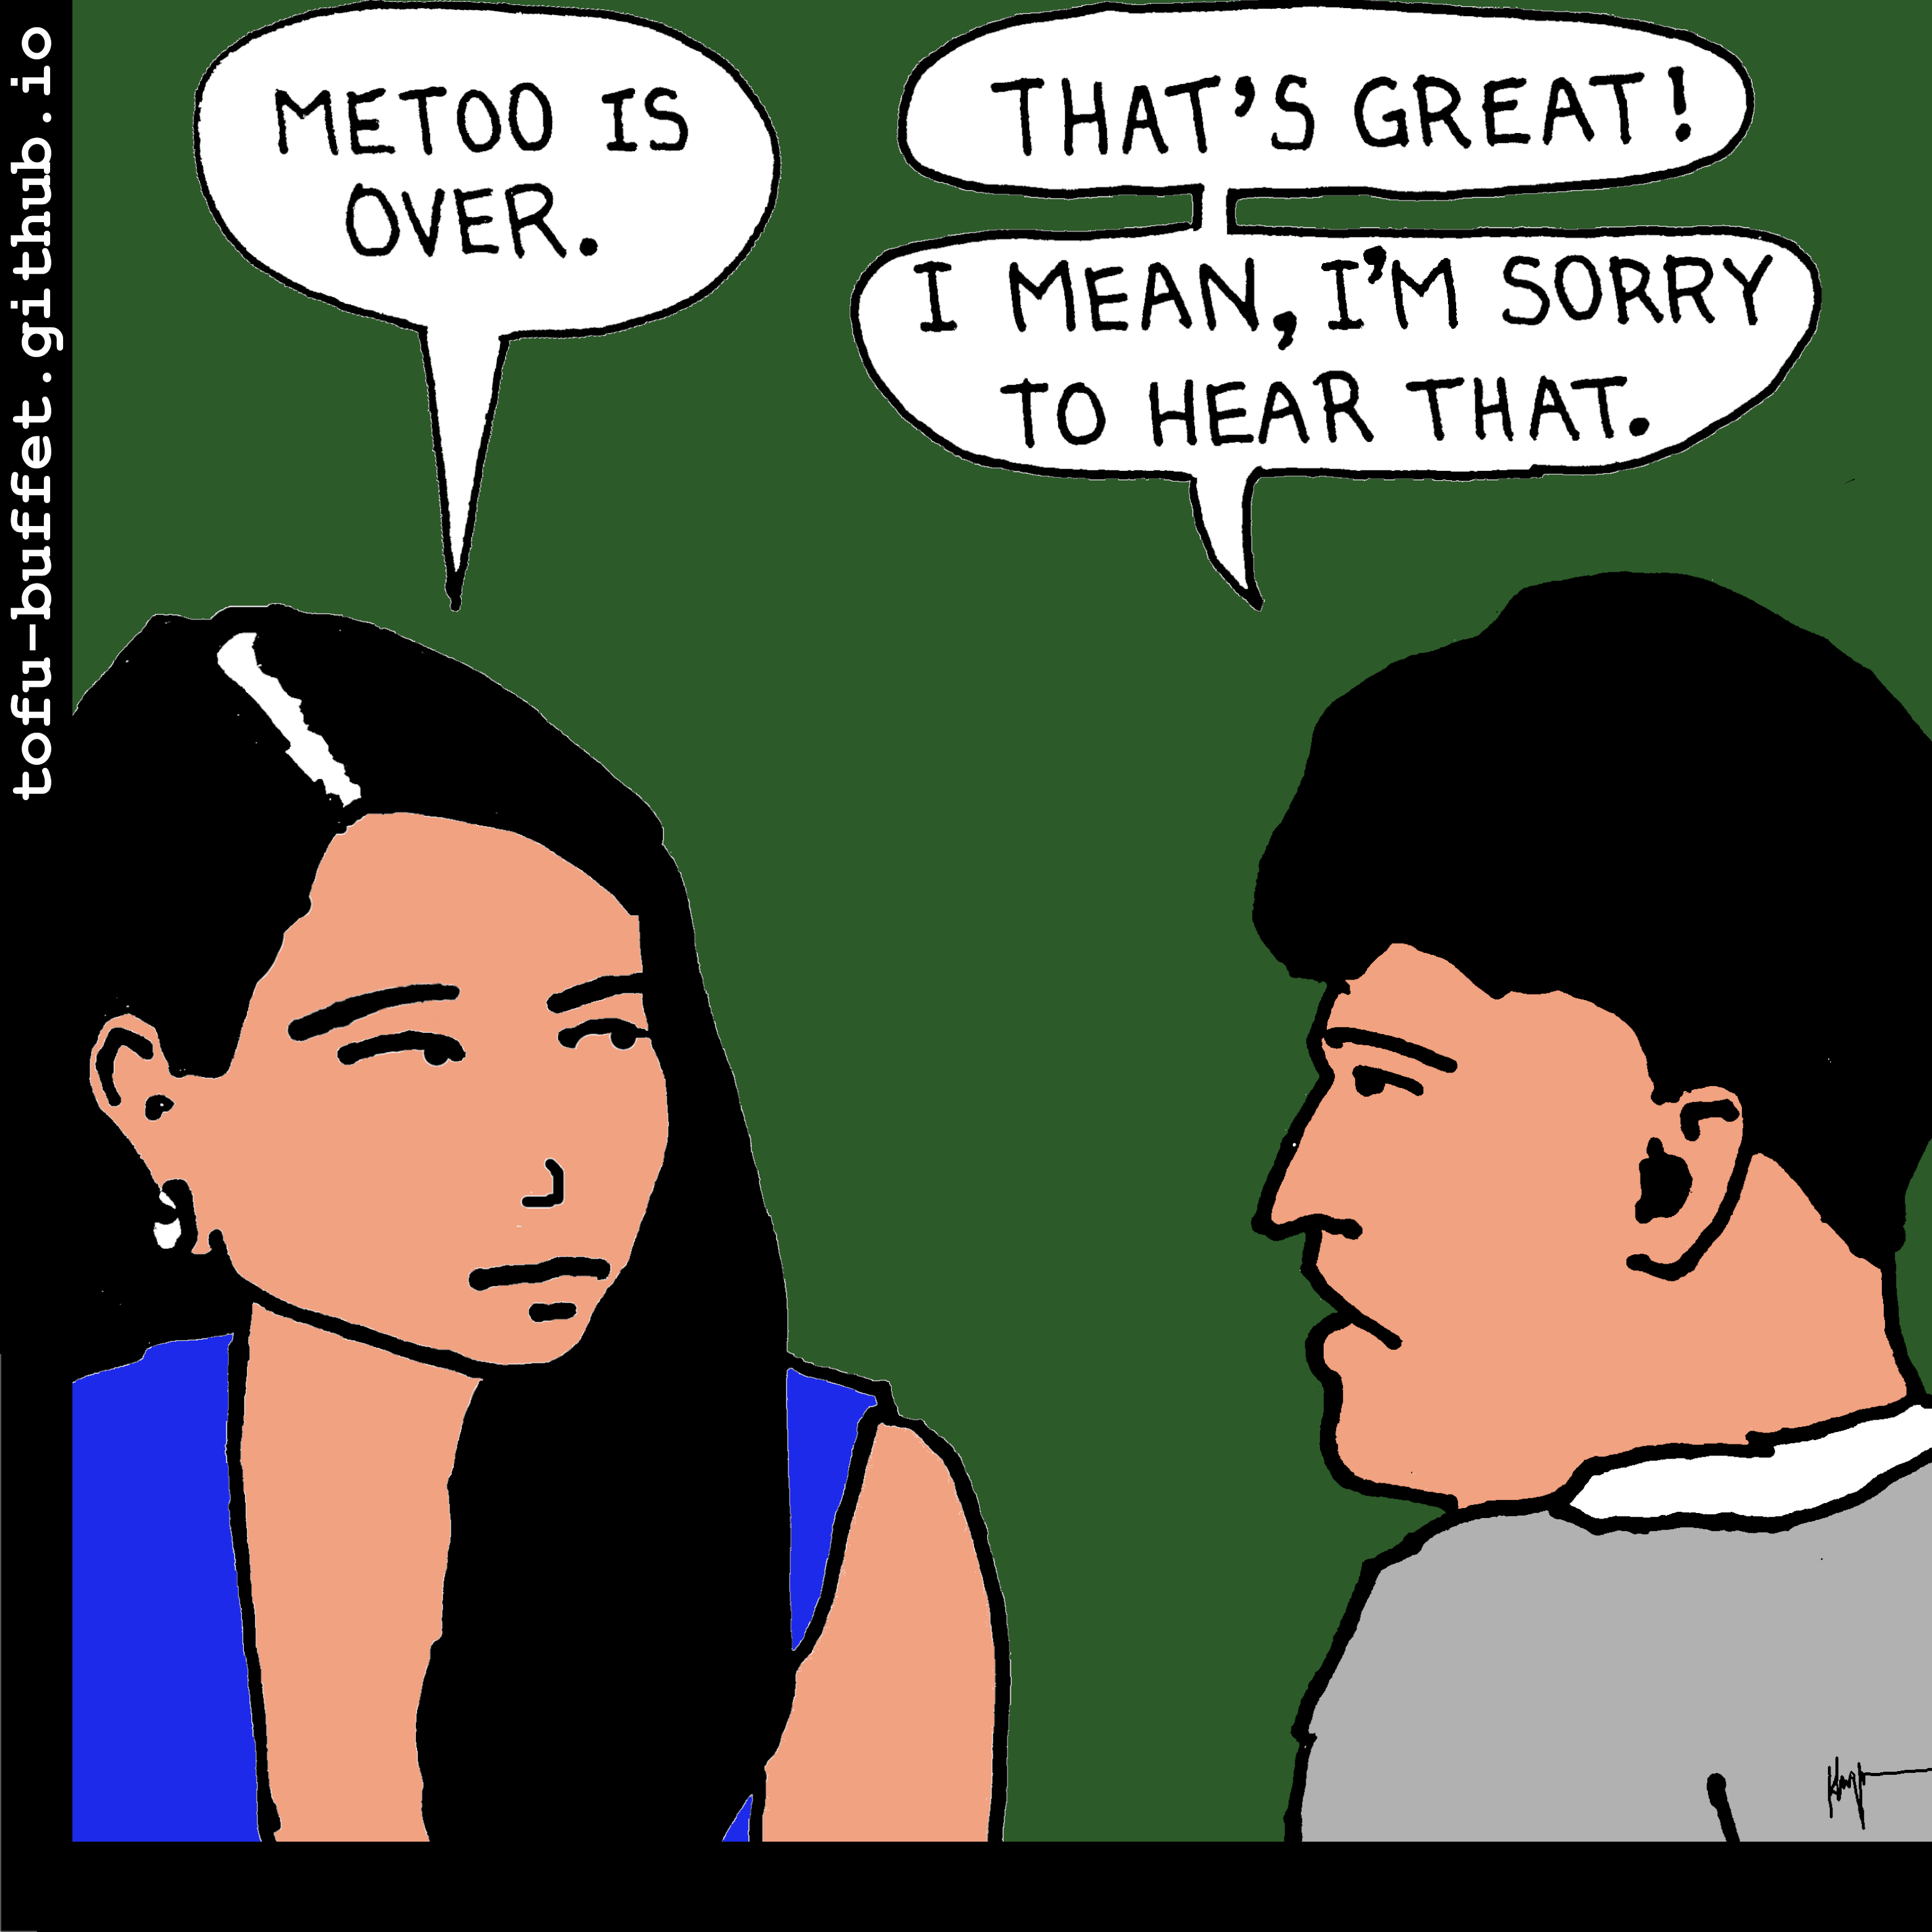 METOO IS
OVER.
THAT'S GREAT!
I MEAN, I'M SORRY
TO HEAR THAT.
tofu-buffet.github.io